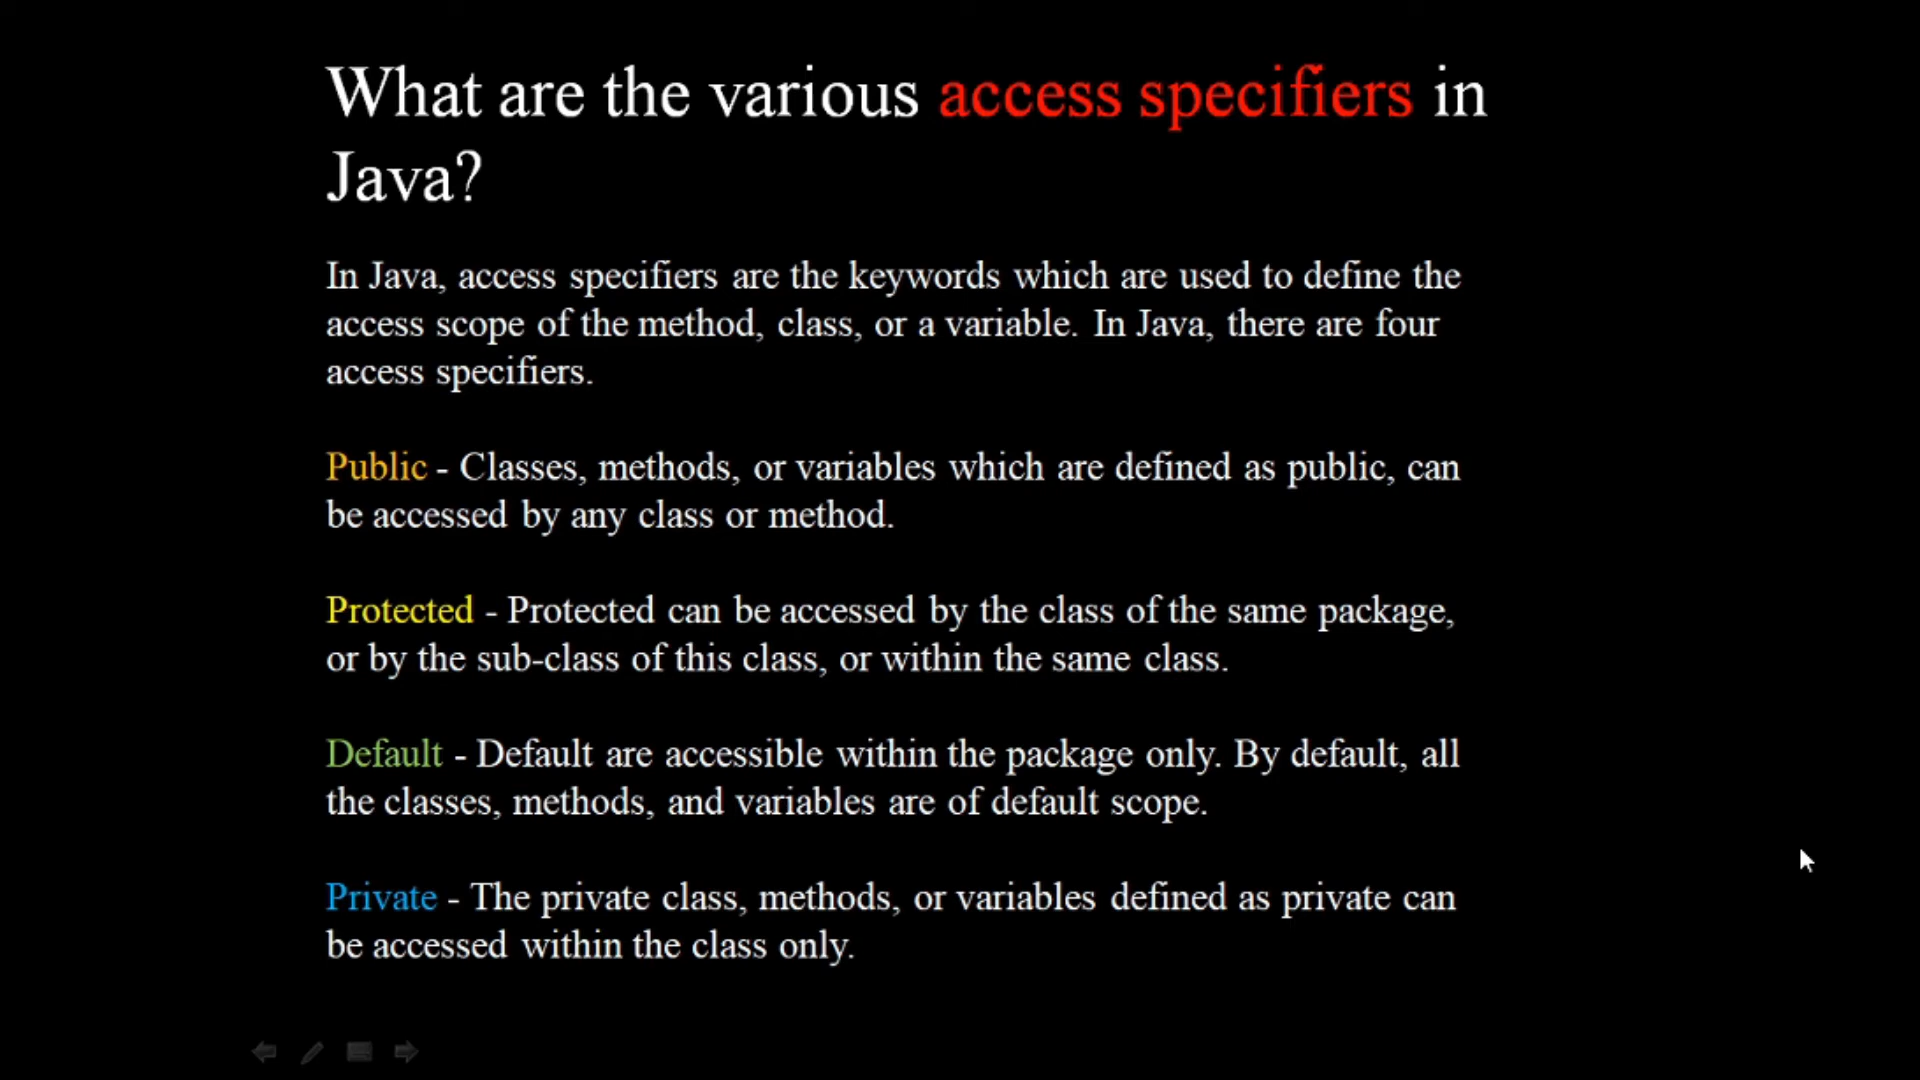 What are the various access specifiers in
Java?
In Java, access specifiers are the keywords which are used to define the
access scope of the method, class, or a variable. In Java, there are four
access specifiers.
Public - Classes, methods, or variables which are defined as public, can
be accessed by any class or method.
Protected - Protected can be accessed by the class of the same package,
or by the sub-class of this class, or within the same class.
Default - Default are accessible within the package only. By default, all
the classes, methods, and variables are of default scope.
Private - The private class, methods, or variables defined as private can
be accessed within the class only.